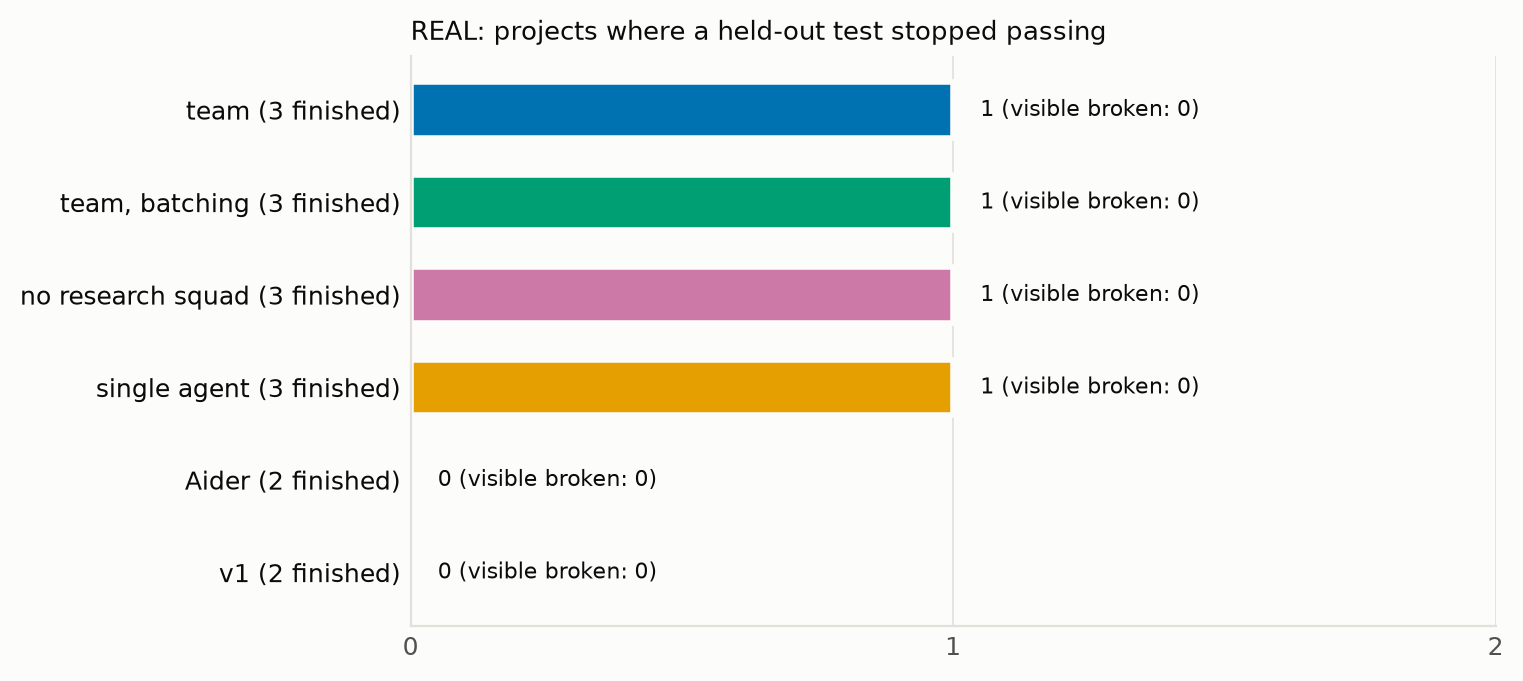 REAL: projects where a held-out test stopped passing
team (3 finished) 1 (visible broken: 0)
team, batching (3 finished) 1 (visible broken: 0)
no research squad (3 finished) 1 (visible broken: 0)
single agent (3 finished) 1 (visible broken: 0)
Aider (2 finished) 0 (visible broken: 0)
v1 (2 finished) 0 (visible broken: 0)
0 1 2